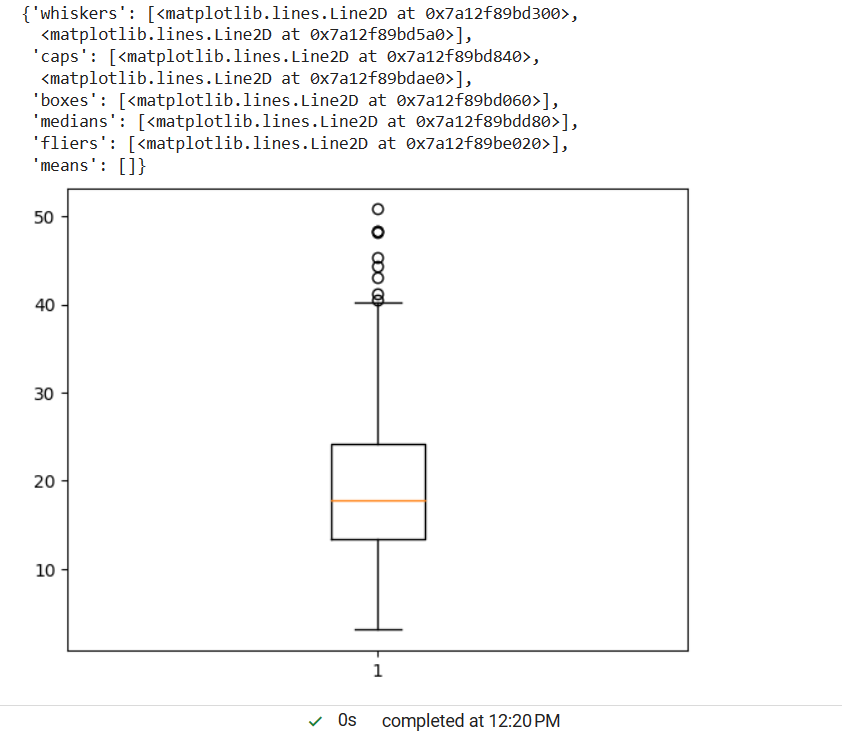 {'whiskers': [<matplotlib.lines.Line2D at 0x7a12f89bd300>,
<matplotlib.lines.Line2D at 0x7a12f89bd5a0>],
'caps': [<matplotlib.lines.Line2D at 0x7a12f89bd840>,
<matplotlib.lines.Line2D at 0x7a12f89bdae0>],
'boxes': [<matplotlib.lines.Line2D at 0x7a12f89bd060>],
'medians': [<matplotlib.lines.Line2D at 0x7a12f89bdd80>],
'fliers': [<matplotlib.lines.Line2D at 0x7a12f89be020>],
'means': []}
50
40
30
20
10
1
0s completed at 12:20 PM